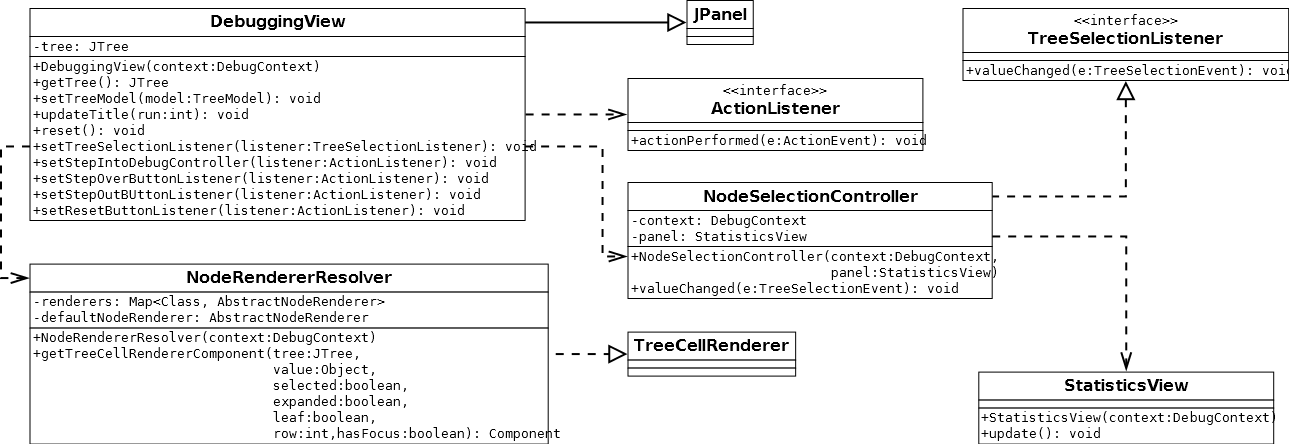 DebuggingView
-tree: JTree
+DebuggingView(context:DebugContext)
+getTree(): JTree
+setTreeModel(model:TreeModel): void
+updateTitle(run:int): void
+reset(): void
+setTreeSelectionListener(listener:TreeSelectionListener): void
+setStepIntoDebugController(listener:ActionListener): void
+setStepOverButtonListener(listener:ActionListener): void
+setStepOutBUttonListener(listener:ActionListener): void
+setResetButtonListener(listener:ActionListener): void
JPanel
<<interface>>
TreeSelectionListener
+valueChanged(e:TreeSelectionEvent): void
<<interface>>
ActionListener
+actionPerformed(e:ActionEvent): void
NodeSelectionController
-context: DebugContext
-panel: StatisticsView
+NodeSelectionController(context:DebugContext,
panel:StatisticsView)
+valueChanged(e:TreeSelectionEvent): void
NodeRendererResolver
-renderers: Map<Class, AbstractNodeRenderer>
-defaultNodeRenderer: AbstractNodeRenderer
+NodeRendererResolver(context:DebugContext)
+getTreeCellRendererComponent(tree:JTree,
value:Object,
selected:boolean,
expanded:boolean,
leaf:boolean,
row:int,hasFocus:boolean): Component
TreeCellRenderer
StatisticsView
+StatisticsView(context:DebugContext)
+update(): void